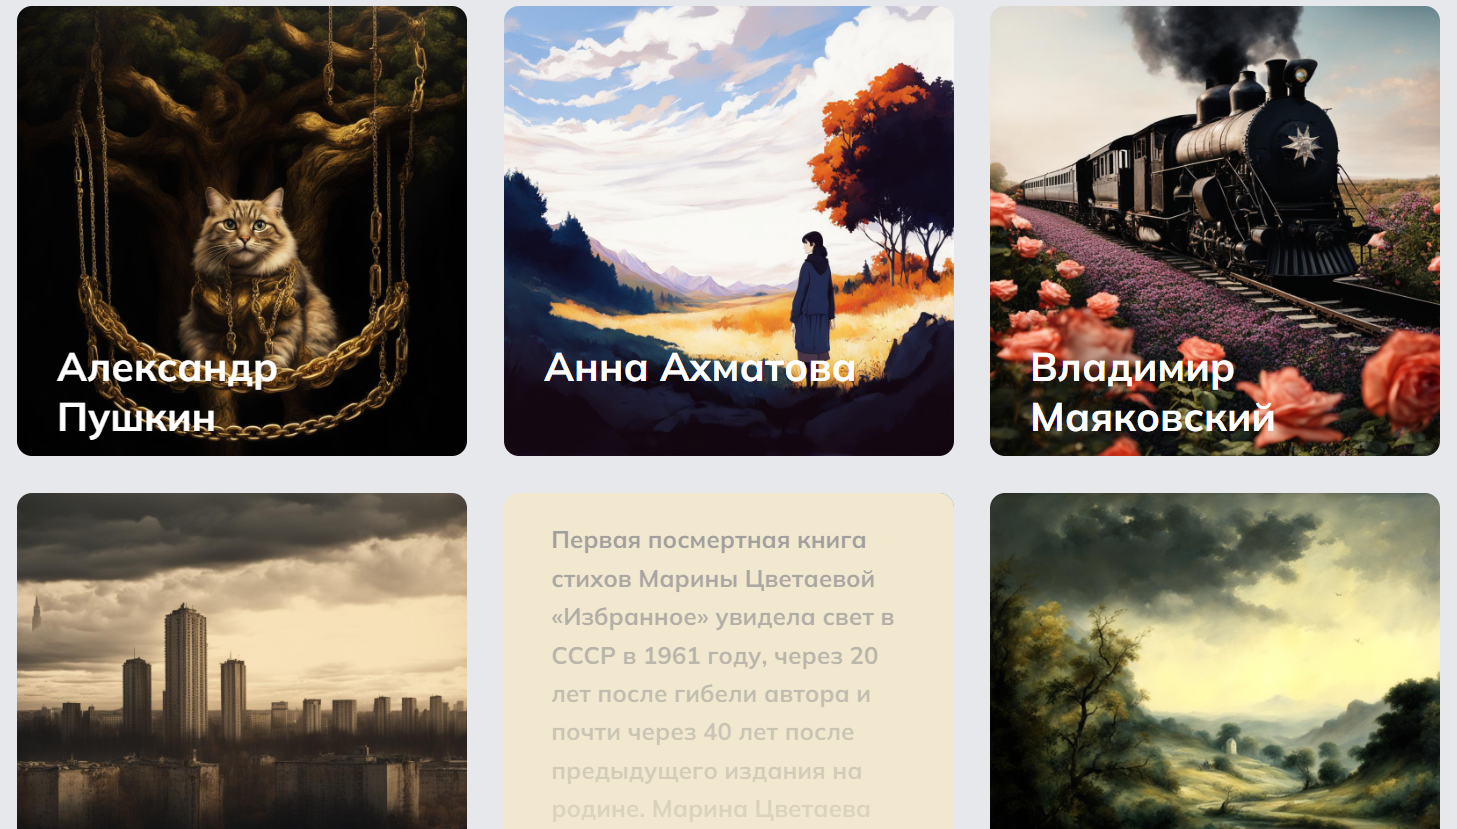 Александр
Пушкин
Анна Ахматова
Владимир
Маяковский
Первая посмертная книга
стихов Марины Цветаевой
«Избранное» увидела свет в
СССР в 1961 году, через 20
лет после гибели автора и
почти через 40 лет после
предыдущего издания на
родине. Марина Цветаева